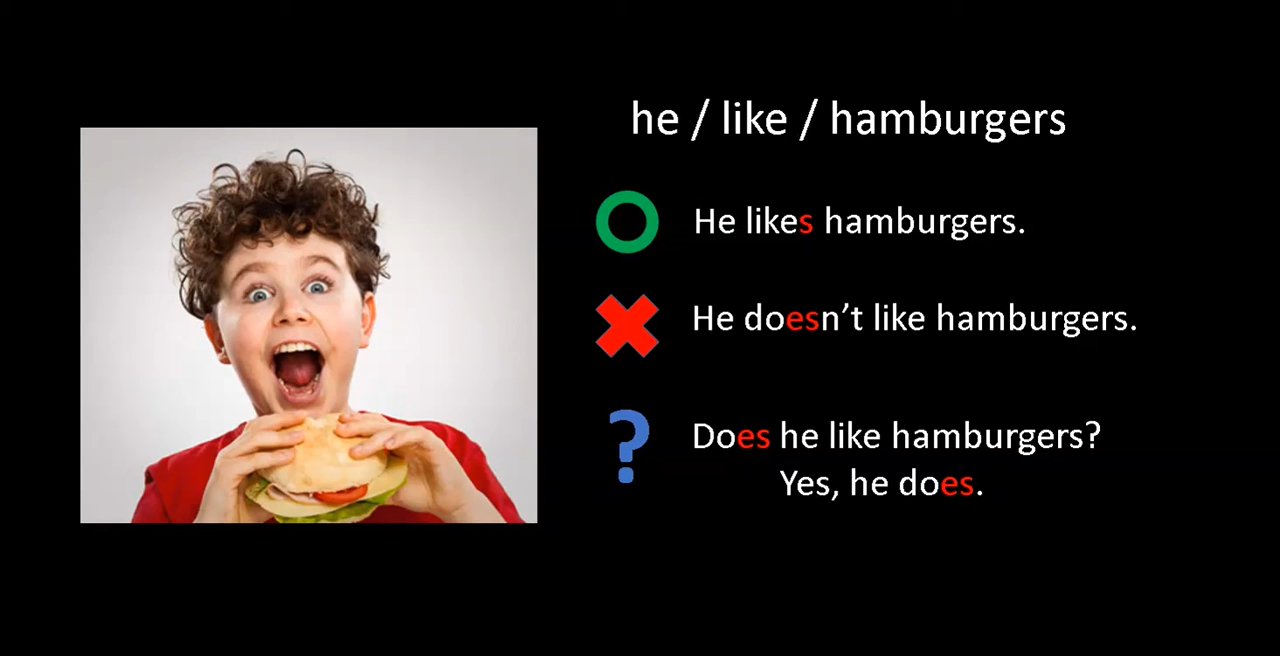 he / like / hamburgers
He likes hamburgers.
He doesn’t like hamburgers.
Does he like hamburgers?
Yes, he does.